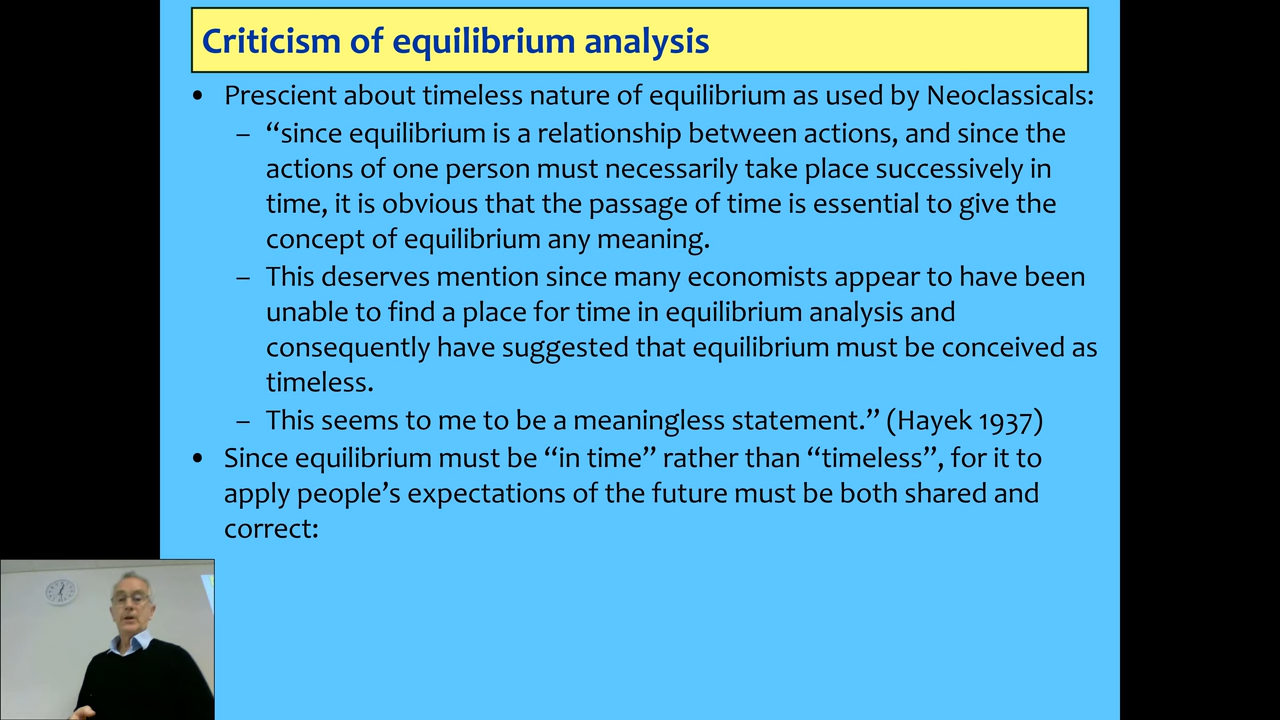 Criticism of equilibrium analysis
• Prescient about timeless nature of equilibrium as used by Neoclassicals:
– “since equilibrium is a relationship between actions, and since the
actions of one person must necessarily take place successively in
time, it is obvious that the passage of time is essential to give the
concept of equilibrium any meaning.
– This deserves mention since many economists appear to have been
unable to find a place for time in equilibrium analysis and
consequently have suggested that equilibrium must be conceived as
timeless.
– This seems to me to be a meaningless statement.” (Hayek 1937)
• Since equilibrium must be “in time” rather than “timeless”, for it to
apply people’s expectations of the future must be both shared and
correct: